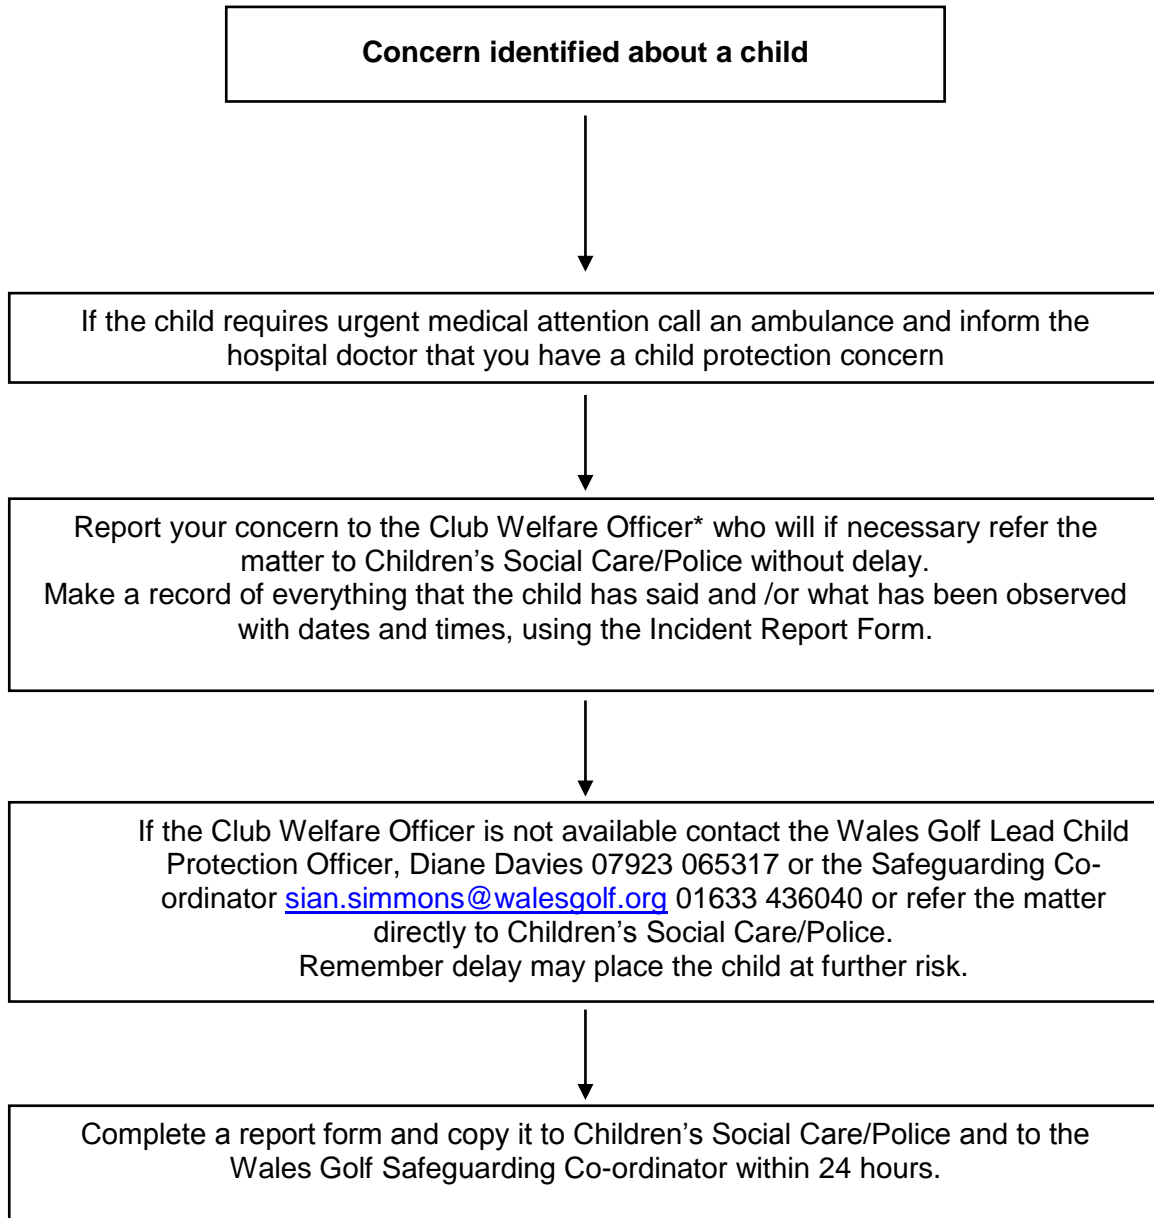 Concern identified about a child
If the child requires urgent medical attention call an ambulance and inform the
hospital doctor that you have a child protection concern
Report your concern to the Club Welfare Officer* who will if necessary refer the
matter to Children’s Social Care/Police without delay.
Make a record of everything that the child has said and /or what has been observed
with dates and times, using the Incident Report Form.
If the Club Welfare Officer is not available contact the Wales Golf Lead Child
Protection Officer, Diane Davies 07923 065317 or the Safeguarding Co-
ordinator sian.simmons@walesgolf.org 01633 436040 or refer the matter
directly to Children’s Social Care/Police.
Remember delay may place the child at further risk.
Complete a report form and copy it to Children’s Social Care/Police and to the
Wales Golf Safeguarding Co-ordinator within 24 hours.